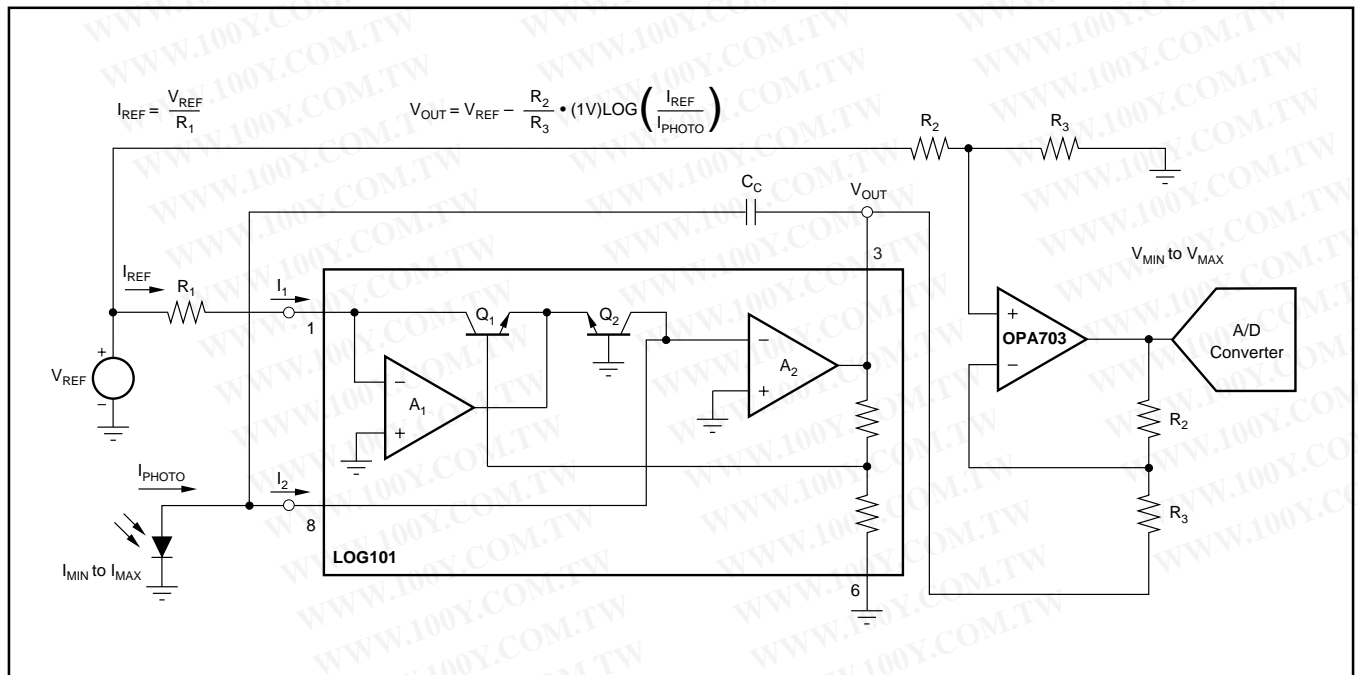 I_REF = V_REF / R_1
V_OUT = V_REF – R_2 / R_3 • (1V)LOG(I_REF / I_PHOTO)
R_2
R_3
C_C
V_OUT
3
V_MIN to V_MAX
I_REF
R_1
I_1
1
Q_1
Q_2
+
–
OPA703
A/D
Converter
V_REF
+
–
–
A_1
+
–
A_2
+
R_2
I_PHOTO
I_2
8
R_3
I_MIN to I_MAX
LOG101
6
WWW.100Y.COM.TW